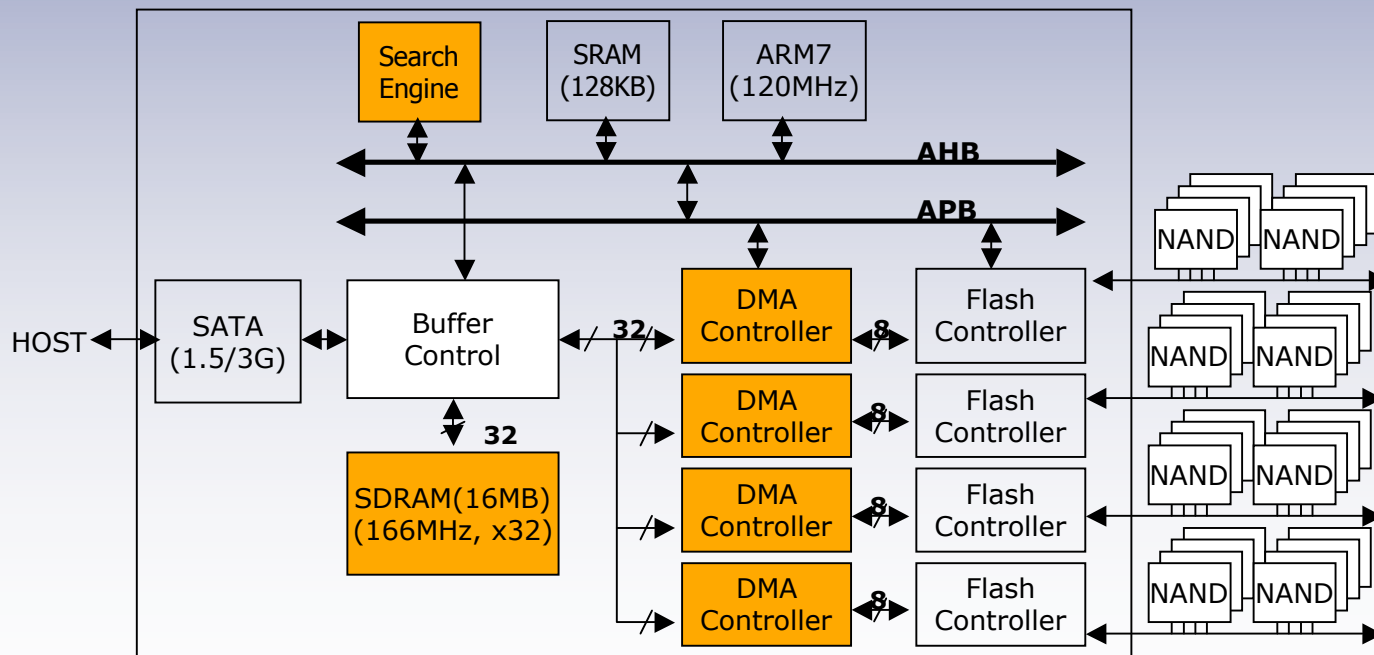 Search
Engine
SRAM
(128KB)
ARM7
(120MHz)
AHB
APB
NAND
NAND
HOST
SATA
(1.5/3G)
Buffer
Control
32
DMA
Controller
8
Flash
Controller
NAND
NAND
32
DMA
Controller
8
Flash
Controller
SDRAM(16MB)
(166MHz, x32)
NAND
NAND
DMA
Controller
8
Flash
Controller
NAND
NAND
DMA
Controller
8
Flash
Controller